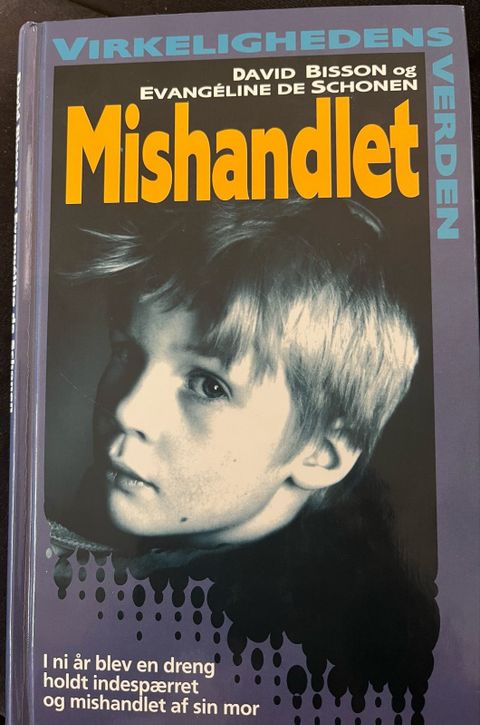 VIRKELIGHEDENS
VERDEN
DAVID BISSON og
EVANGÉLINE DE SCHONEN
Mishandlet
I ni år blev en dreng
holdt indespærret
og mishandlet af sin mor